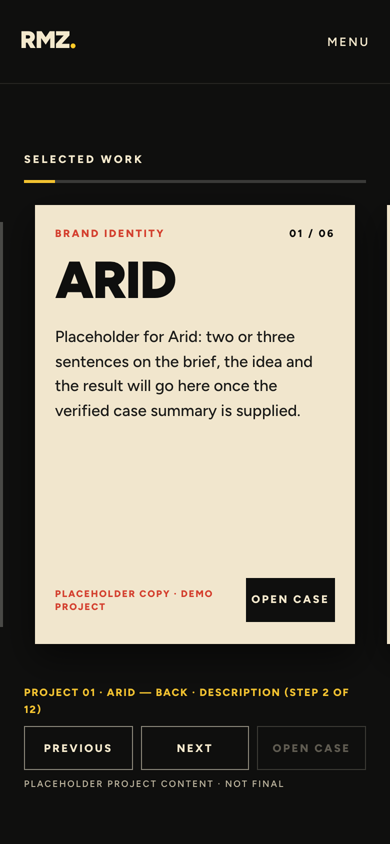 RMZ.
MENU
SELECTED WORK
BRAND IDENTITY
01 / 06
ARID
Placeholder for Arid: two or three
sentences on the brief, the idea and
the result will go here once the
verified case summary is supplied.
PLACEHOLDER COPY · DEMO
PROJECT
OPEN CASE
PROJECT 01 · ARID — BACK · DESCRIPTION (STEP 2 OF
12)
PREVIOUS
NEXT
OPEN CASE
PLACEHOLDER PROJECT CONTENT · NOT FINAL